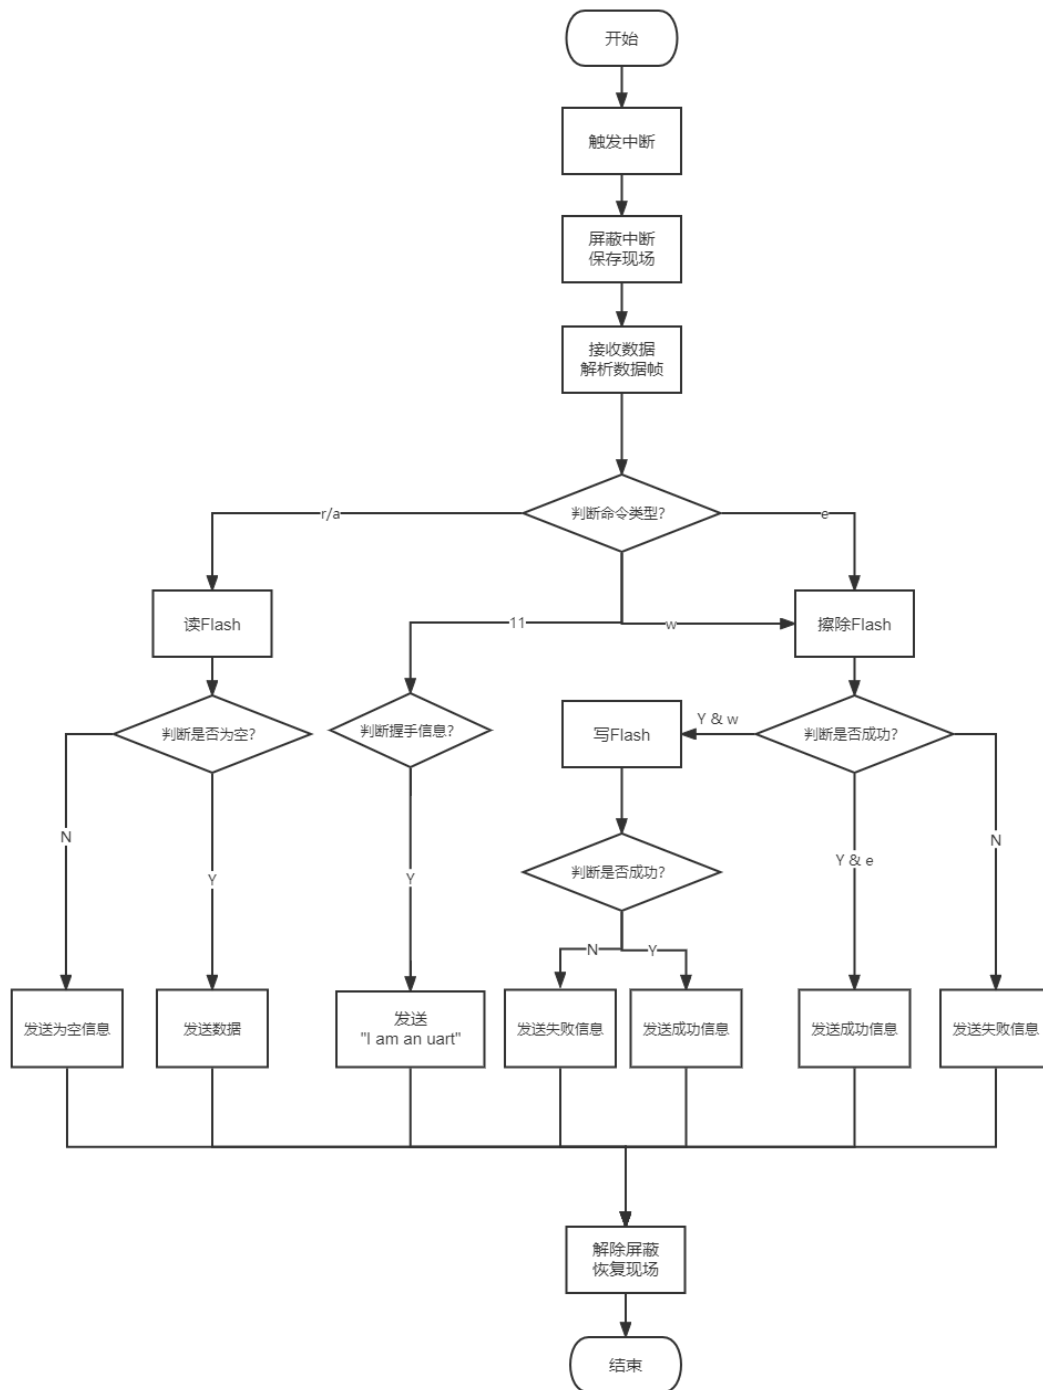 开始
触发中断
屏蔽中断
保存现场
接收数据
解析数据帧
判断命令类型?
r/a
e
11
w
读Flash
擦除Flash
判断是否为空?
判断握手信息?
写Flash
Y & w
判断是否成功?
N
Y
Y
判断是否成功?
Y & e
N
N
Y
发送为空信息
发送数据
发送
"I am an uart"
发送失败信息
发送成功信息
发送成功信息
发送失败信息
解除屏蔽
恢复现场
结束